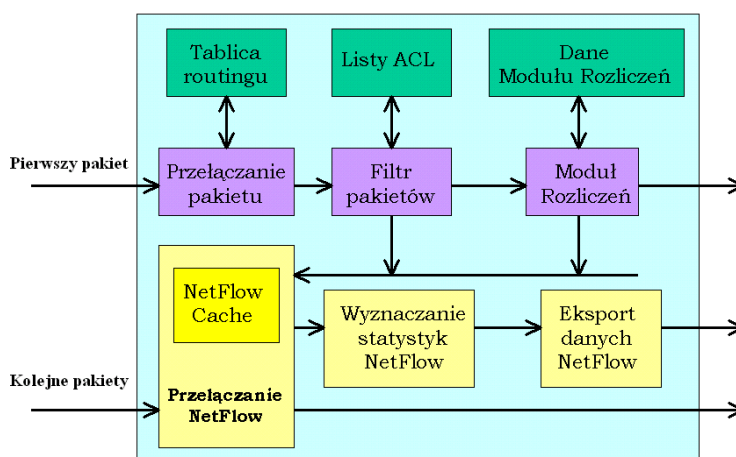 Tablica
routingu
Listy ACL
Dane
Modułu Rozliczeń
Pierwszy pakiet
Przełączanie
pakietu
Filtr
pakietów
Moduł
Rozliczeń
NetFlow
Cache
Wyznaczanie
statystyk
NetFlow
Eksport
danych
NetFlow
Kolejne pakiety
Przełączanie
NetFlow